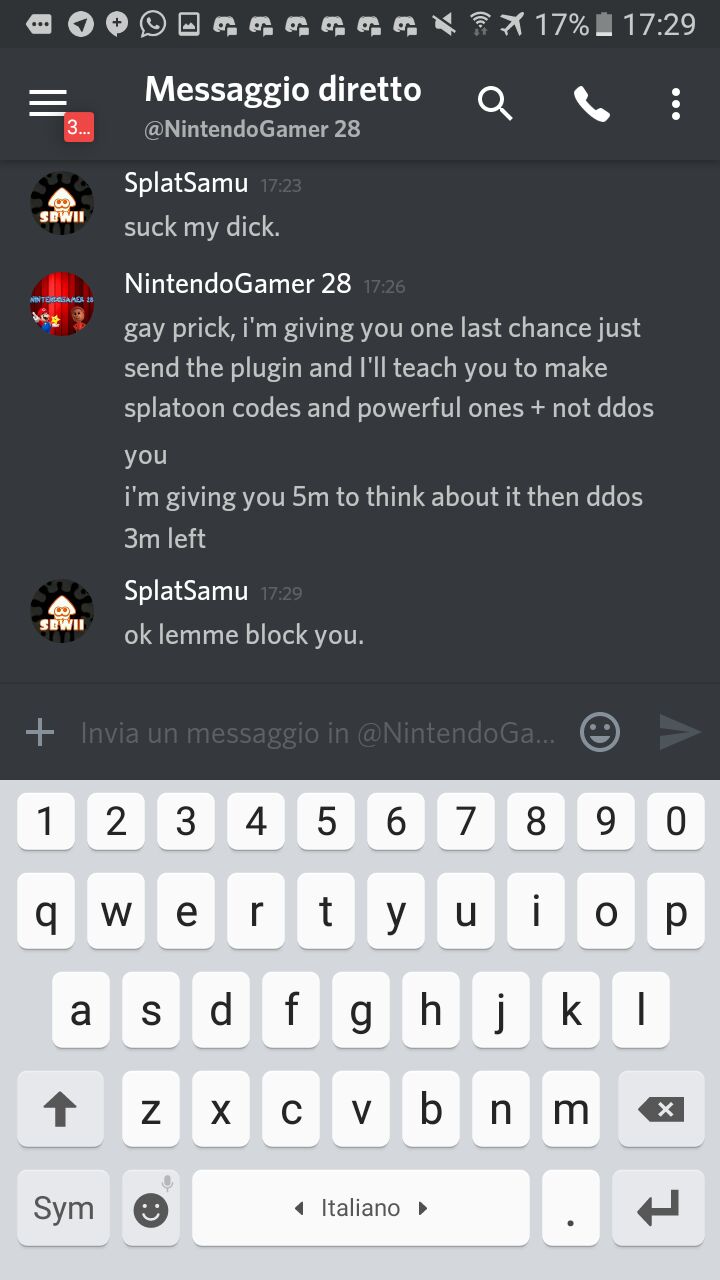 17% 17:29
Messaggio diretto
3...
@NintendoGamer 28
SplatSamu 17:23
SBWII
suck my dick.
NintendoGamer 28 17:26
NINTENDOGAMER 28
gay prick, i'm giving you one last chance just
send the plugin and I'll teach you to make
splatoon codes and powerful ones + not ddos
you
i'm giving you 5m to think about it then ddos
3m left
SplatSamu 17:29
SBWII
ok lemme block you.
Invia un messaggio in @NintendoGa...
1 2 3 4 5 6 7 8 9 0
q w e r t y u i o p
a s d f g h j k l
z x c v b n m
Sym Italiano .